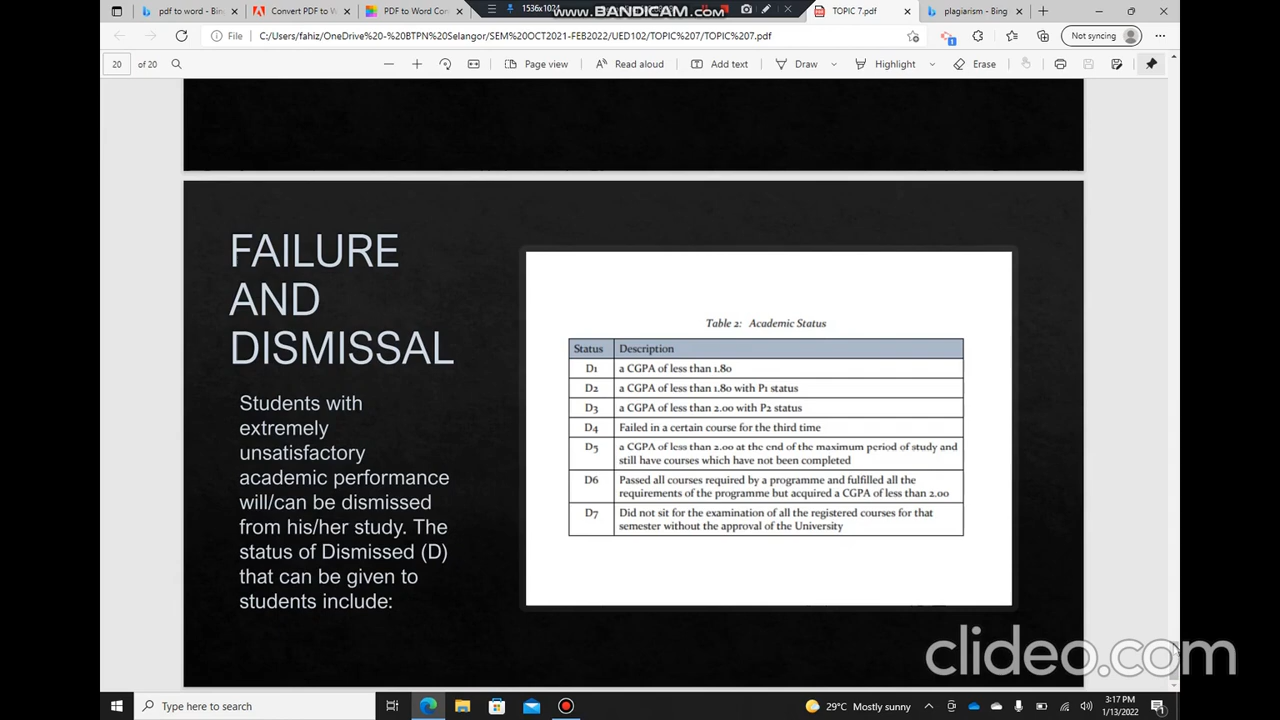 pdf to word - Bin
Convert PDF to W
PDF to Word Con
1536x102
www.BANDICAM.com
TOPIC 7.pdf
plagiarism - Bing
File
C:/Users/fahiz/OneDrive%20-%20BTPN%20Selangor/SEM%20OCT2021-FEB2022/UED102/TOPIC%207/TOPIC%207.pdf
Not syncing
20 of 20
Page view
Read aloud
Add text
Draw
Highlight
Erase
FAILURE
AND
DISMISSAL
Students with
extremely
unsatisfactory
academic performance
will/can be dismissed
from his/her study. The
status of Dismissed (D)
that can be given to
students include:
Table 2: Academic Status
Status Description
D1 a CGPA of less than 1.80
D2 a CGPA of less than 1.80 with P1 status
D3 a CGPA of less than 2.00 with P2 status
D4 Failed in a certain course for the third time
D5 a CGPA of less than 2.00 at the end of the maximum period of study and
still have courses which have not been completed
D6 Passed all courses required by a programme and fulfilled all the
requirements of the programme but acquired a CGPA of less than 2.00
D7 Did not sit for the examination of all the registered courses for that
semester without the approval of the University
clideo.com
Type here to search
29°C Mostly sunny
3:17 PM
1/13/2022